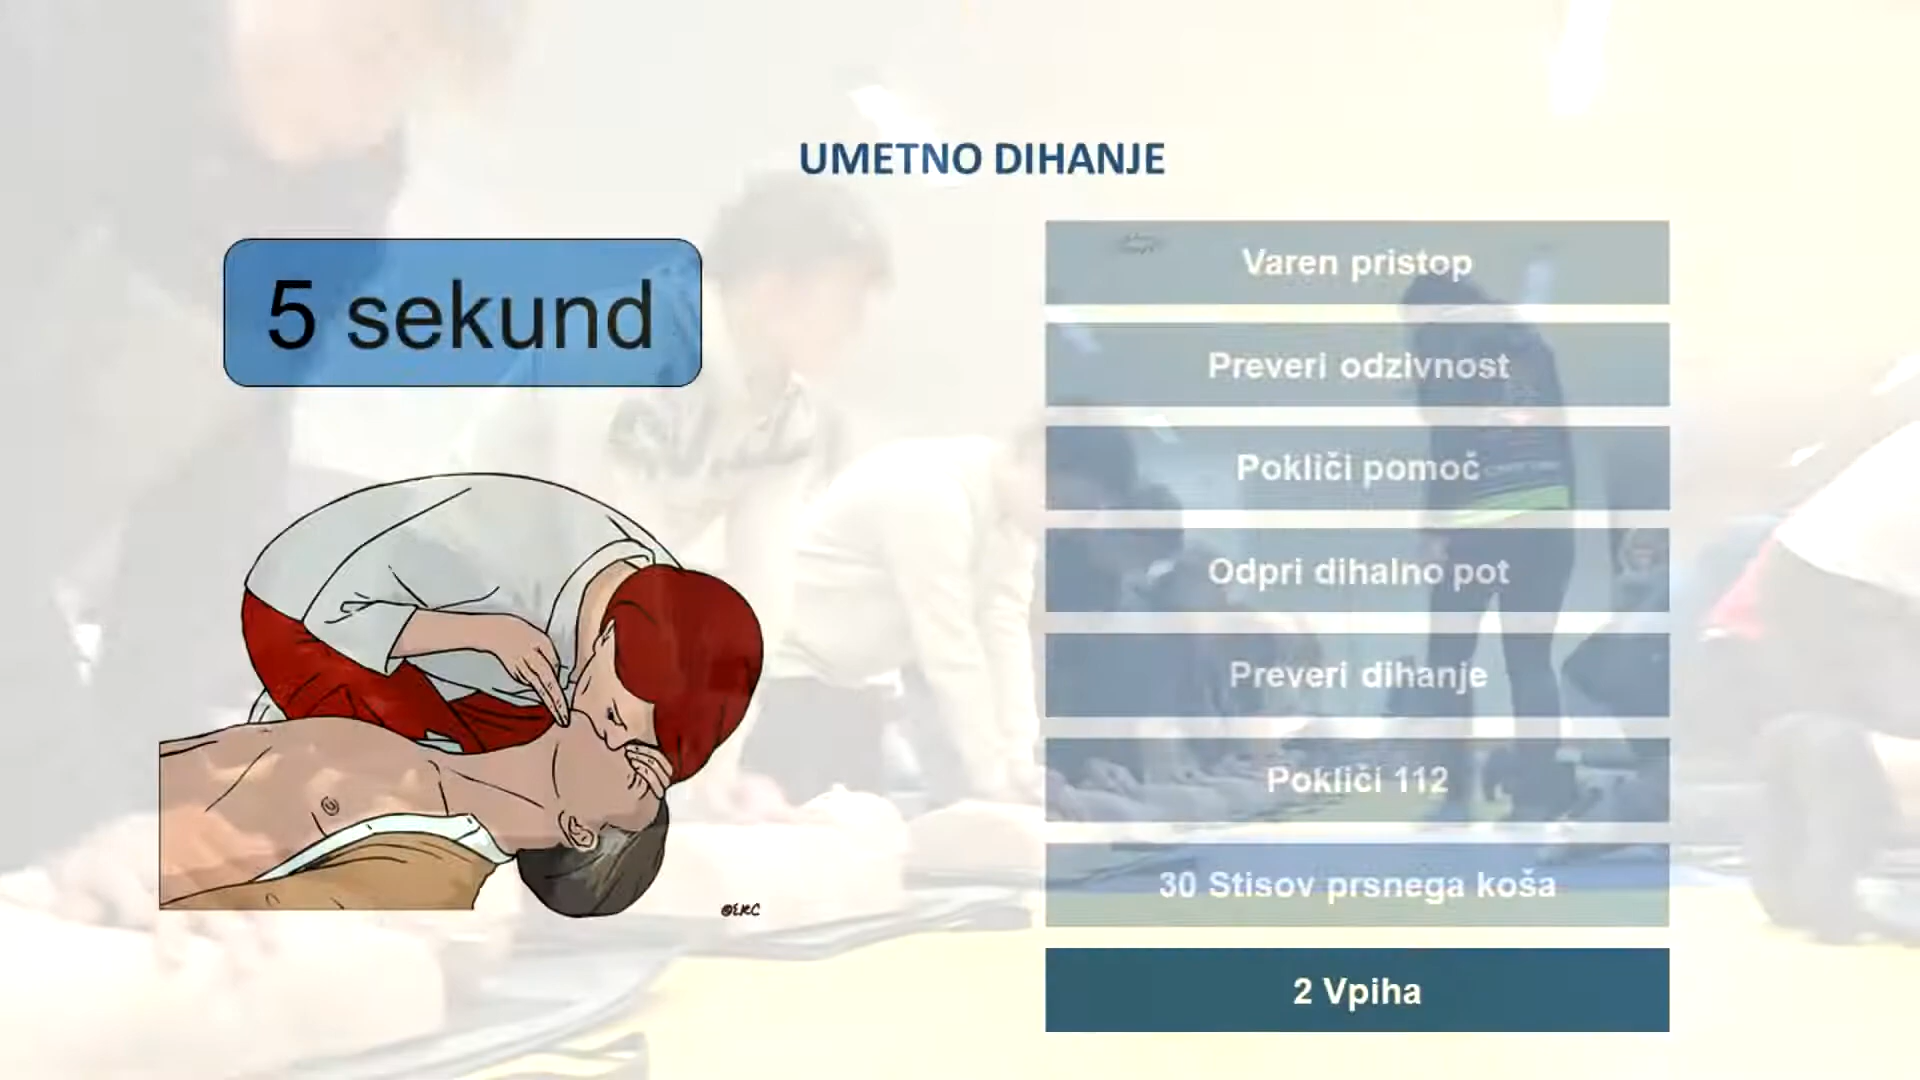 UMETNO DIHANJE
5 sekund
Varen pristop
Preveri odzivnost
Pokliči pomoč
Odpri dihalno pot
Preveri dihanje
Pokliči 112
30 Stisov prsnega koša
2 Vpiha
@ERC